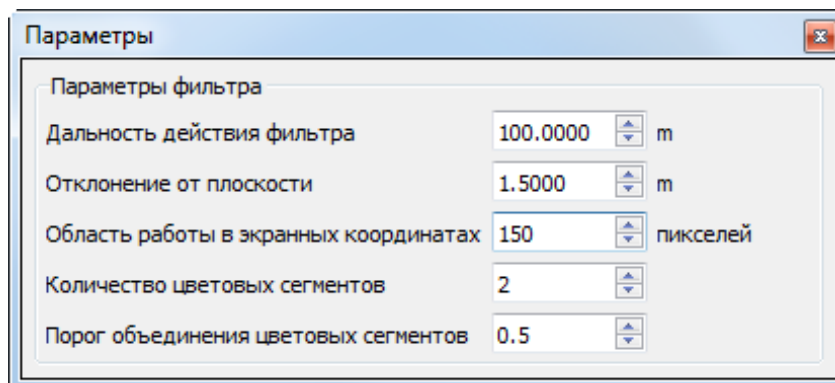 Параметры
Параметры фильтра
Дальность действия фильтра 100.0000 m
Отклонение от плоскости 1.5000 m
Область работы в экранных координатах 150 пикселей
Количество цветовых сегментов 2
Порог объединения цветовых сегментов 0.5